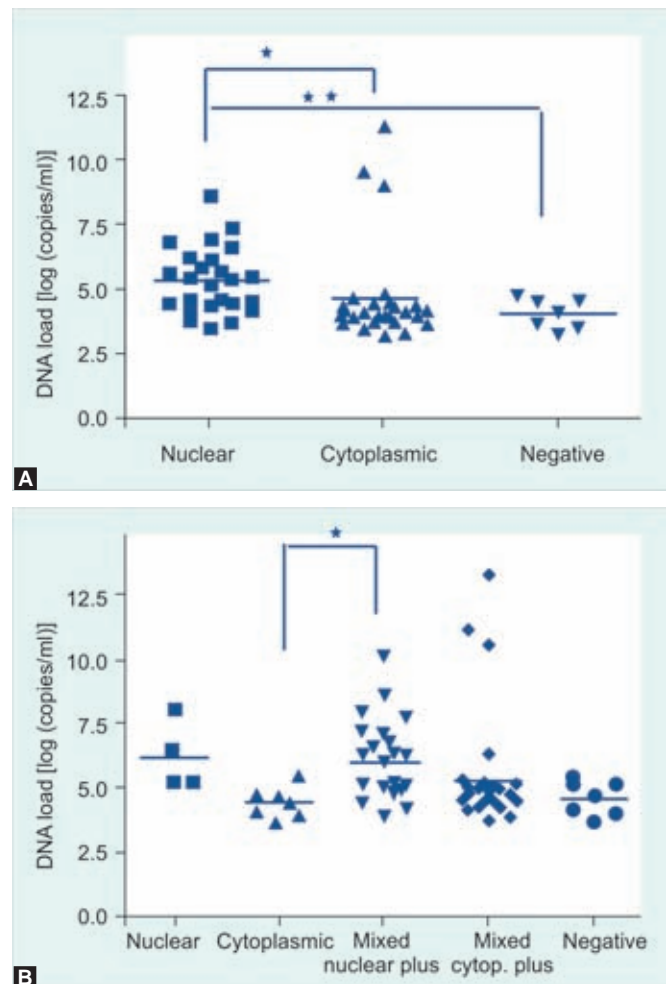 ★
★ ★
DNA load [log (copies/ml)]
12.5
10.0
7.5
5.0
2.5
0.0
Nuclear Cytoplasmic Negative
A
★
DNA load [log (copies/ml)]
12.5
10.0
7.5
5.0
2.5
0.0
Nuclear Cytoplasmic Mixed Mixed Negative
nuclear plus cytop. plus
B